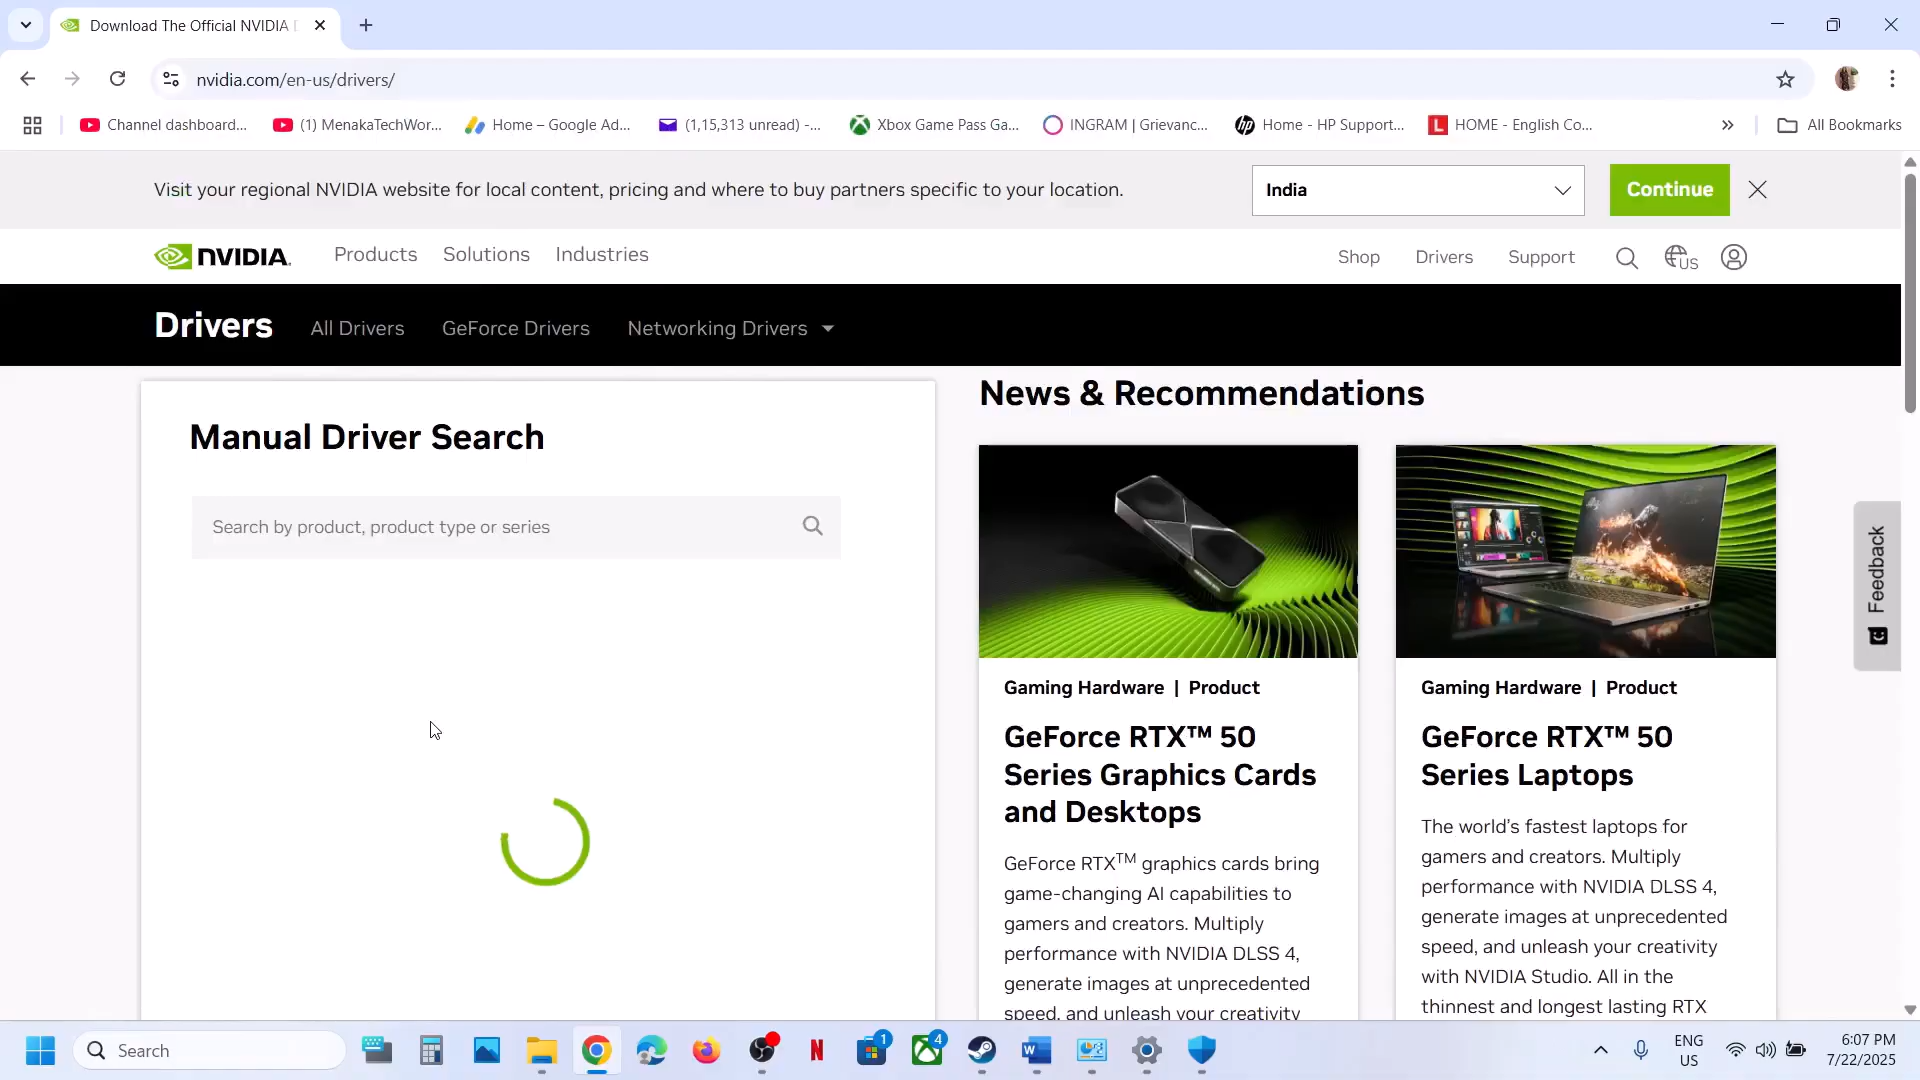 Download The Official NVIDIA
nvidia.com/en-us/drivers/
Channel dashboard...
(1) MenakaTechWor...
Home – Google Ad...
(1,15,313 unread) -...
Xbox Game Pass Ga...
INGRAM | Grievanc...
Home - HP Support...
HOME - English Co...
All Bookmarks
Visit your regional NVIDIA website for local content, pricing and where to buy partners specific to your location.
India
Continue
NVIDIA.
Products
Solutions
Industries
Shop
Drivers
Support
US
Drivers
All Drivers
GeForce Drivers
Networking Drivers
Manual Driver Search
Search by product, product type or series
News & Recommendations
Gaming Hardware | Product
GeForce RTX™ 50
Series Graphics Cards
and Desktops
GeForce RTX™ graphics cards bring
game-changing AI capabilities to
gamers and creators. Multiply
performance with NVIDIA DLSS 4,
generate images at unprecedented
speed, and unleash your creativity
Gaming Hardware | Product
GeForce RTX™ 50
Series Laptops
The world's fastest laptops for
gamers and creators. Multiply
performance with NVIDIA DLSS 4,
generate images at unprecedented
speed, and unleash your creativity
with NVIDIA Studio. All in the
thinnest and longest lasting RTX
Feedback
Search
1
4
ENG
US
6:07 PM
7/22/2025